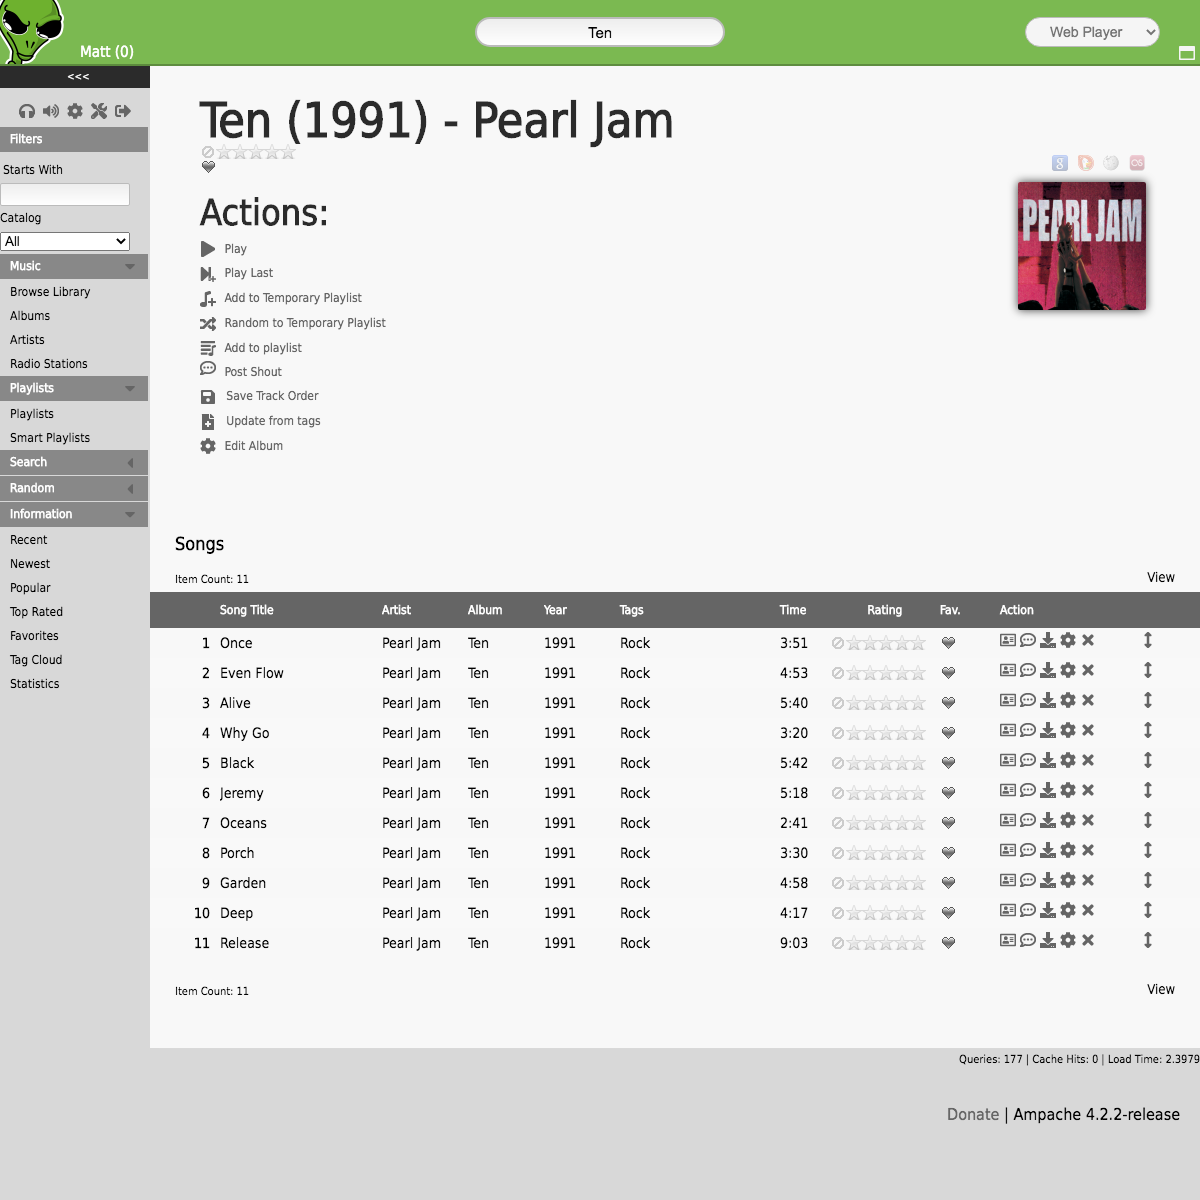 Matt (0)
Ten
Web Player
<<<
Filters
Starts With
Catalog
All
Music
Browse Library
Albums
Artists
Radio Stations
Playlists
Playlists
Smart Playlists
Search
Random
Information
Recent
Newest
Popular
Top Rated
Favorites
Tag Cloud
Statistics
Ten (1991) - Pearl Jam
PEARL JAM
Actions:
Play
Play Last
Add to Temporary Playlist
Random to Temporary Playlist
Add to playlist
Post Shout
Save Track Order
Update from tags
Edit Album
Songs
Item Count: 11 View
Song Title Artist Album Year Tags Time Rating Fav. Action
1 Once Pearl Jam Ten 1991 Rock 3:51
2 Even Flow Pearl Jam Ten 1991 Rock 4:53
3 Alive Pearl Jam Ten 1991 Rock 5:40
4 Why Go Pearl Jam Ten 1991 Rock 3:20
5 Black Pearl Jam Ten 1991 Rock 5:42
6 Jeremy Pearl Jam Ten 1991 Rock 5:18
7 Oceans Pearl Jam Ten 1991 Rock 2:41
8 Porch Pearl Jam Ten 1991 Rock 3:30
9 Garden Pearl Jam Ten 1991 Rock 4:58
10 Deep Pearl Jam Ten 1991 Rock 4:17
11 Release Pearl Jam Ten 1991 Rock 9:03
Item Count: 11 View
Queries: 177 | Cache Hits: 0 | Load Time: 2.3979
Donate | Ampache 4.2.2-release